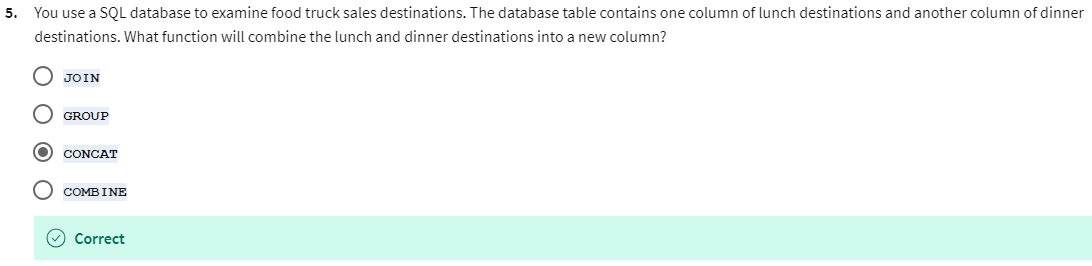 5. You use a SQL database to examine food truck sales destinations. The database table contains one column of lunch destinations and another column of dinner
destinations. What function will combine the lunch and dinner destinations into a new column?
JOIN
GROUP
CONCAT
COMBINE
Correct